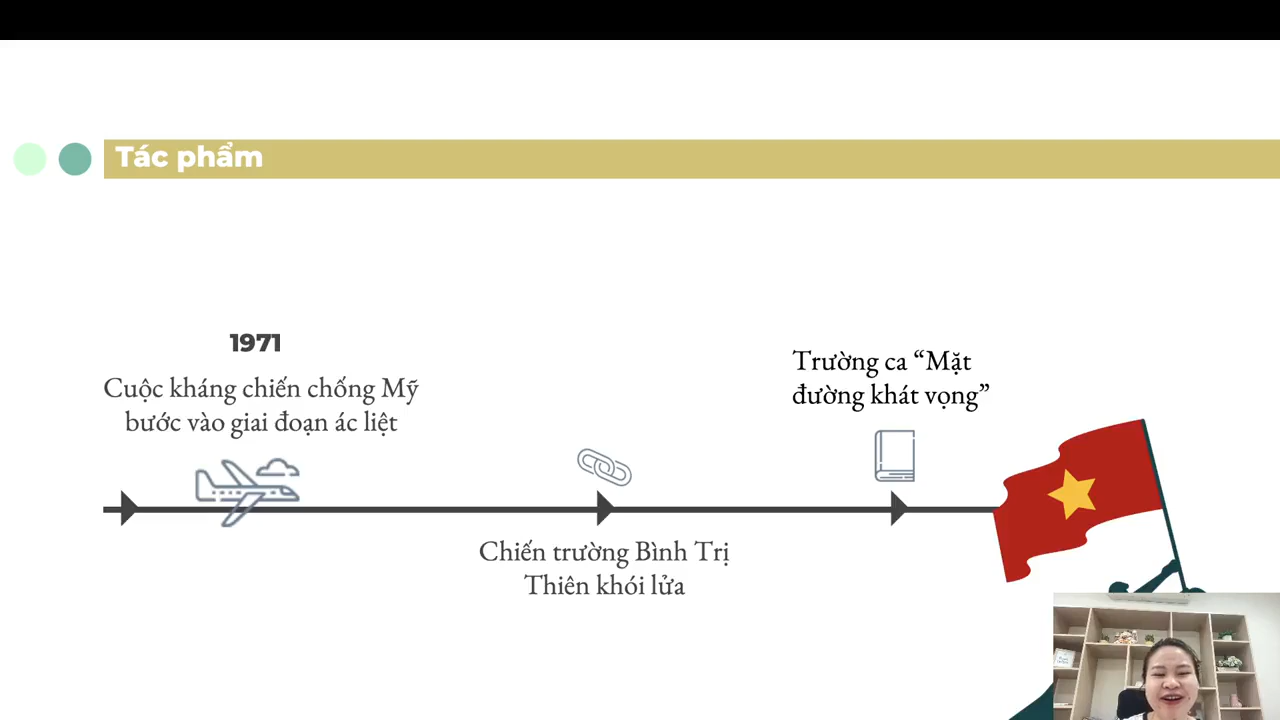 Tác phẩm
1971
Cuộc kháng chiến chống Mỹ
bước vào giai đoạn ác liệt
Chiến trường Bình Trị
Thiên khói lửa
Trường ca “Mặt
đường khát vọng”